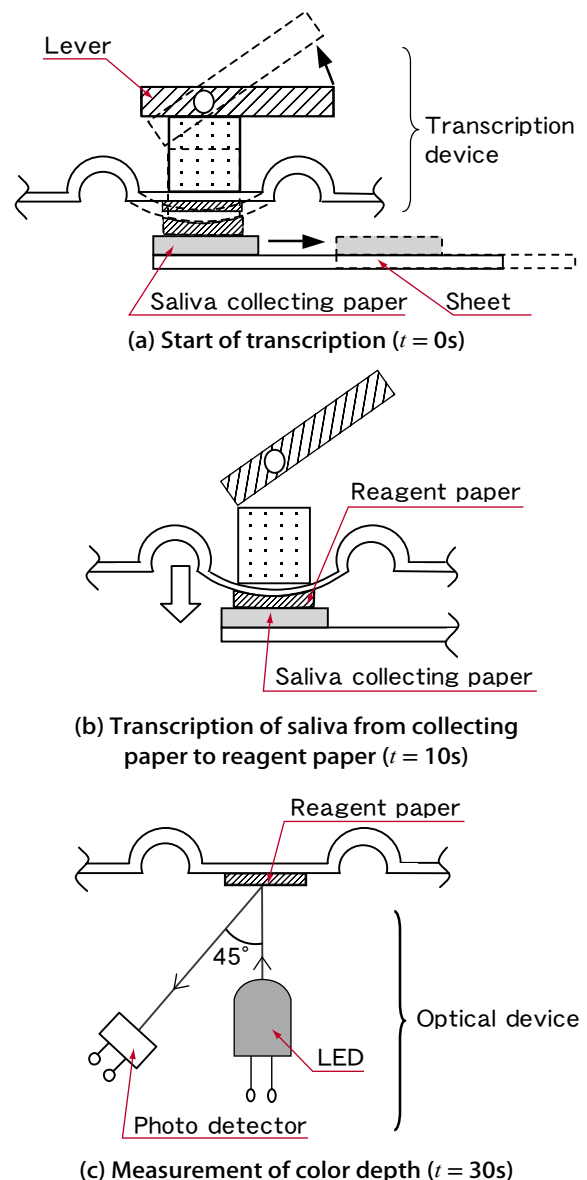 Lever
Transcription
device
Saliva collecting paper
Sheet
(a) Start of transcription (t = 0s)
Reagent paper
Saliva collecting paper
(b) Transcription of saliva from collecting
paper to reagent paper (t = 10s)
Reagent paper
45°
Optical device
LED
Photo detector
(c) Measurement of color depth (t = 30s)